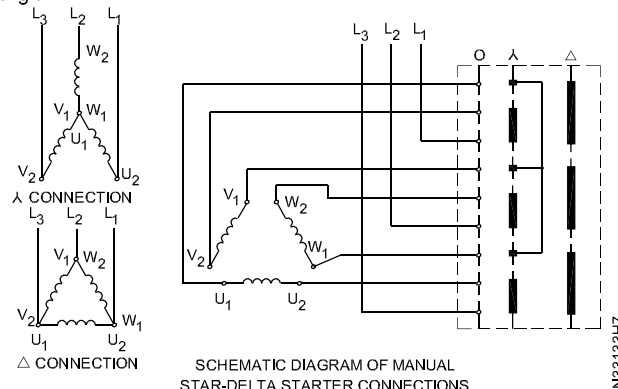 L3 L2 L1
W2
V1 W1
U1
V2 U2
⅄ CONNECTION
L3 L2 L1
V1 W2
V2 W1
U1 U2
△ CONNECTION
L3 L2 L1
O ⅄ △
V1 W2
V2 W1
U1 U2
SCHEMATIC DIAGRAM OF MANUAL
STAR-DELTA STARTER CONNECTIONS